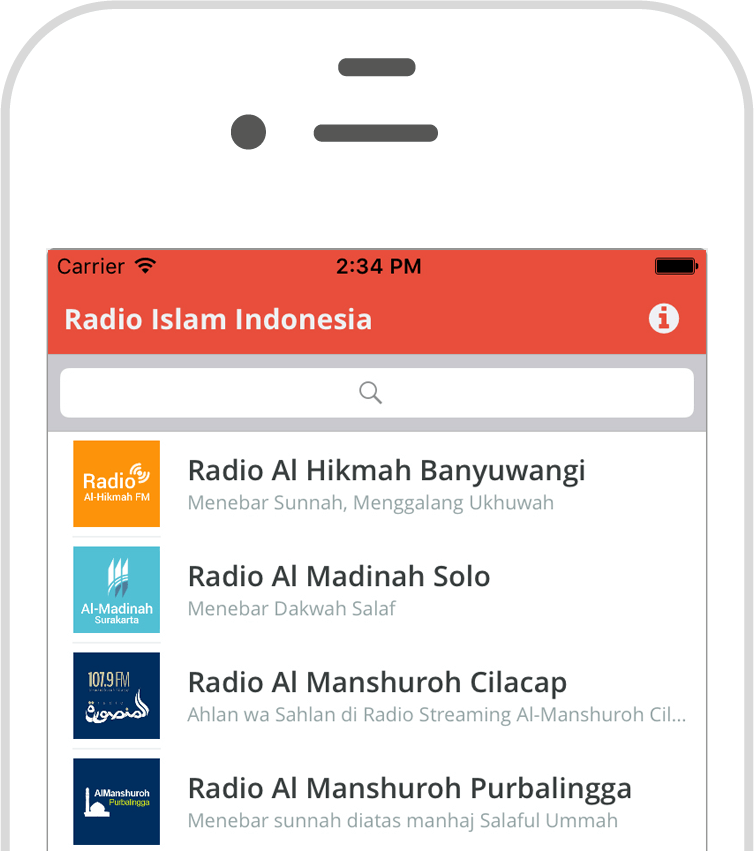 Carrier 2:34 PM
Radio Islam Indonesia
Radio
Al-Hikmah FM
Radio Al Hikmah Banyuwangi
Menebar Sunnah, Menggalang Ukhuwah
Al-Madinah
Surakarta
Radio Al Madinah Solo
Menebar Dakwah Salaf
107.9 FM
المنصورة
Radio Al Manshuroh Cilacap
Ahlan wa Sahlan di Radio Streaming Al-Manshuroh Cil...
AlManshuroh
Purbalingga
Radio Al Manshuroh Purbalingga
Menebar sunnah diatas manhaj Salaful Ummah